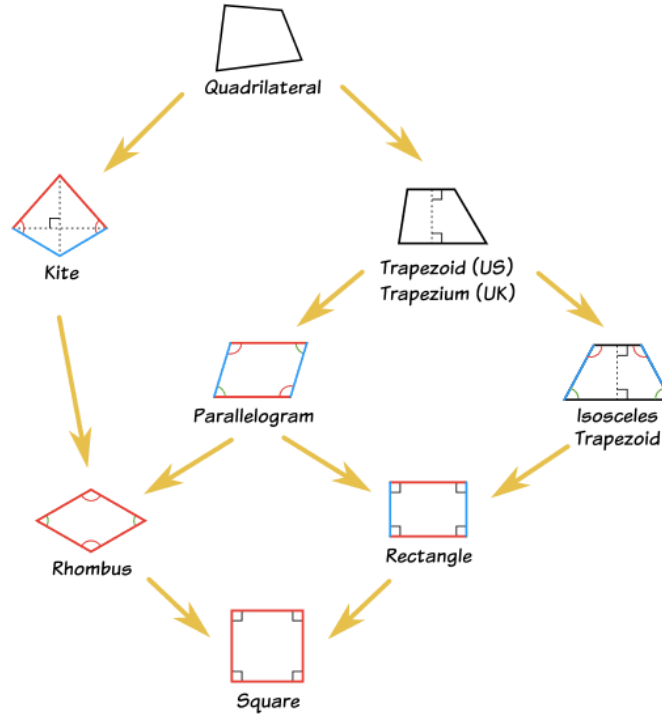 Quadrilateral
Kite
Trapezoid (US)
Trapezium (UK)
Parallelogram
Isosceles
Trapezoid
Rhombus
Rectangle
Square